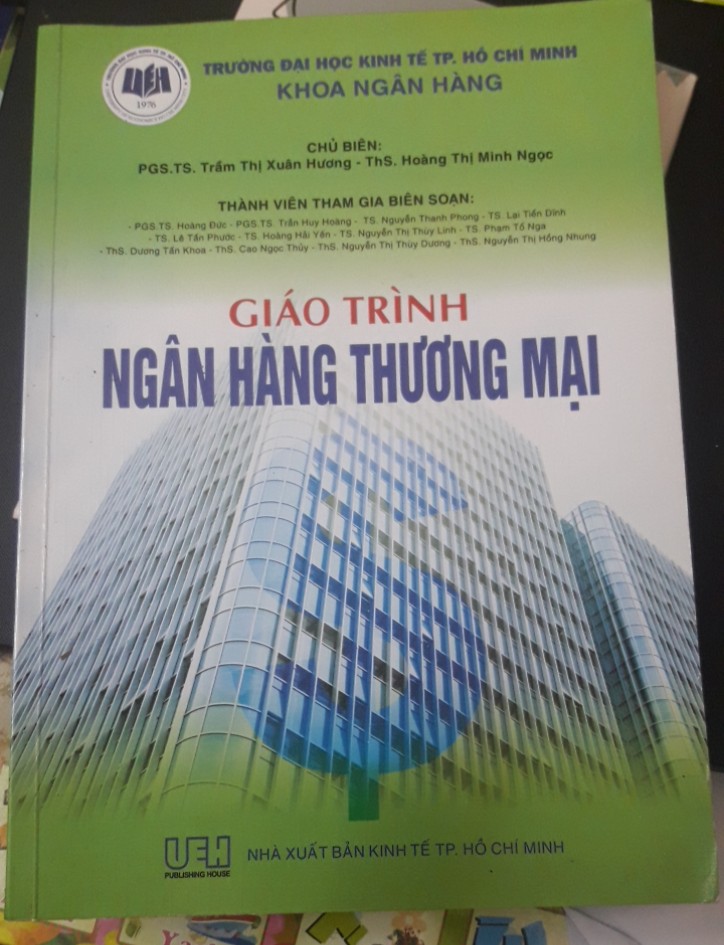 TRƯỜNG ĐẠI HỌC KINH TẾ TP. HỒ CHÍ MINH
KHOA NGÂN HÀNG
UEH
1976
CHỦ BIÊN:
PGS.TS. Trầm Thị Xuân Hương - ThS. Hoàng Thị Minh Ngọc
THÀNH VIÊN THAM GIA BIÊN SOẠN:
- PGS.TS. Hoàng Đức - PGS.TS. Trần Huy Hoàng - TS. Nguyễn Thanh Phong - TS. Lại Tiến Dĩnh
- TS. Lê Tấn Phước - TS. Hoàng Hải Yến - TS. Nguyễn Thị Thùy Linh - TS. Phạm Tố Nga
- ThS. Dương Tấn Khoa - ThS. Cao Ngọc Thủy - ThS. Nguyễn Thị Thùy Dương - ThS. Nguyễn Thị Hồng Nhung
GIÁO TRÌNH
NGÂN HÀNG THƯƠNG MẠI
UEH
PUBLISHING HOUSE
NHÀ XUẤT BẢN KINH TẾ TP. HỒ CHÍ MINH